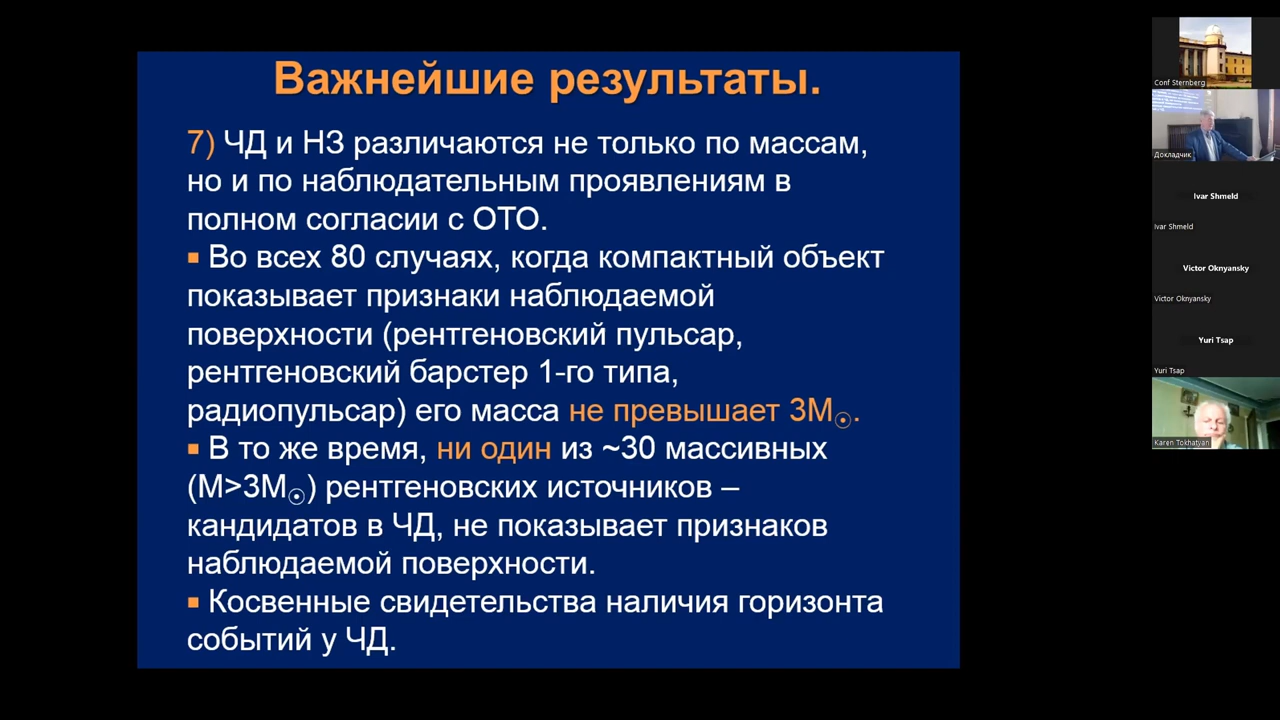 Важнейшие результаты.
7) ЧД и НЗ различаются не только по массам,
но и по наблюдательным проявлениям в
полном согласии с ОТО.
▪ Во всех 80 случаях, когда компактный объект
показывает признаки наблюдаемой
поверхности (рентгеновский пульсар,
рентгеновский барстер 1-го типа,
радиопульсар) его масса не превышает 3M☉.
▪ В то же время, ни один из ~30 массивных
(M>3M☉) рентгеновских источников –
кандидатов в ЧД, не показывает признаков
наблюдаемой поверхности.
▪ Косвенные свидетельства наличия горизонта
событий у ЧД.
Conf Sternberg
Докладчик
Ivar Shmeld
Ivar Shmeld
Victor Oknyansky
Victor Oknyansky
Yuri Tsap
Yuri Tsap
Karen Tokhatyan